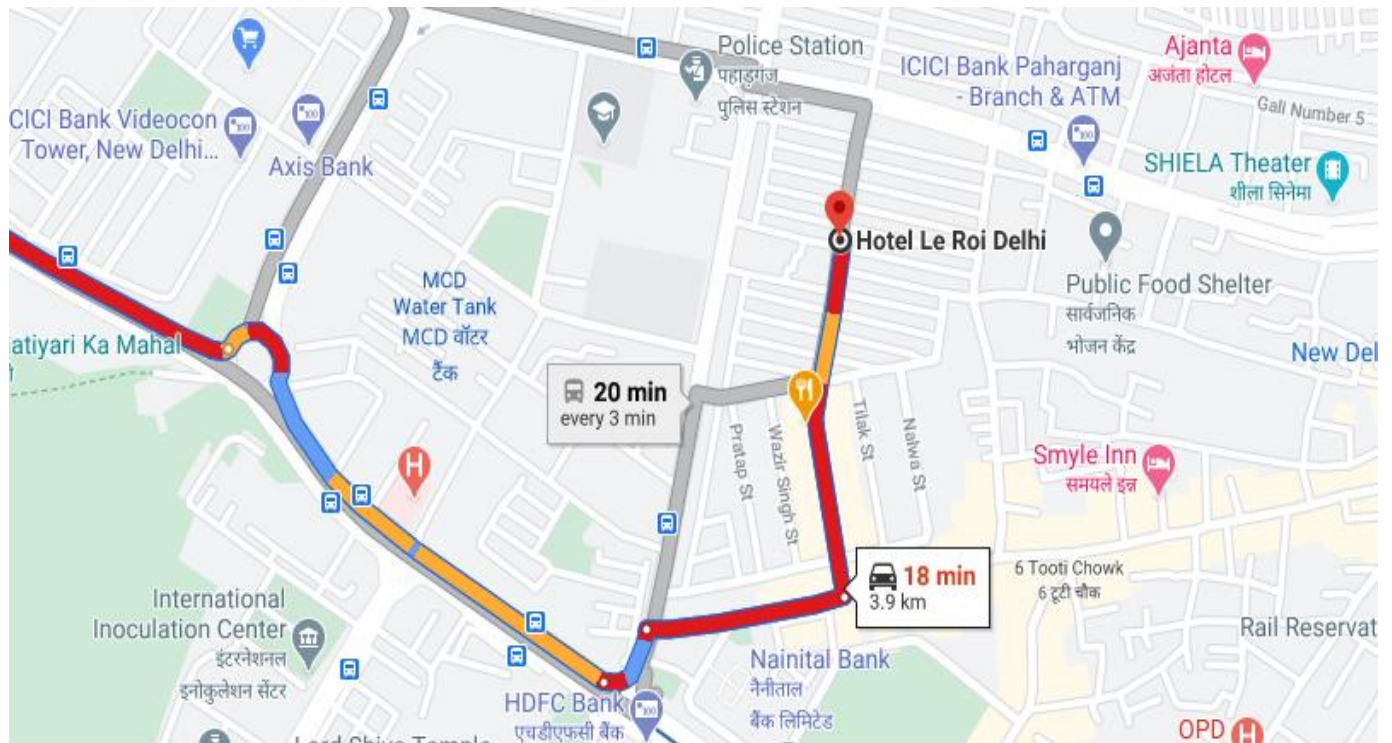 Police Station
पहाड़गंज
पुलिस स्टेशन
ICICI Bank Paharganj
- Branch & ATM
Ajanta
अजंता होटल
Gali Number 5
CICI Bank Videocon
Tower, New Delhi...
Axis Bank
SHIELA Theater
शीला सिनेमा
Hotel Le Roi Delhi
MCD
Water Tank
MCD वॉटर
टैंक
Public Food Shelter
सार्वजनिक
भोजन केंद्र
atiyari Ka Mahal
New Del
20 min
every 3 min
Pratap St
Wazir Singh St
Tilak St
Nalwa St
H
Smyle Inn
समयले इन्न
18 min
3.9 km
6 Tooti Chowk
6 टूटी चौक
International
Inoculation Center
इंटरनेशनल
इनोकुलेशन सेंटर
Rail Reservat
Nainital Bank
नैनीताल
बैंक लिमिटेड
HDFC Bank
एचडीएफसी बैंक
OPD
H
Lord Shiva Temple